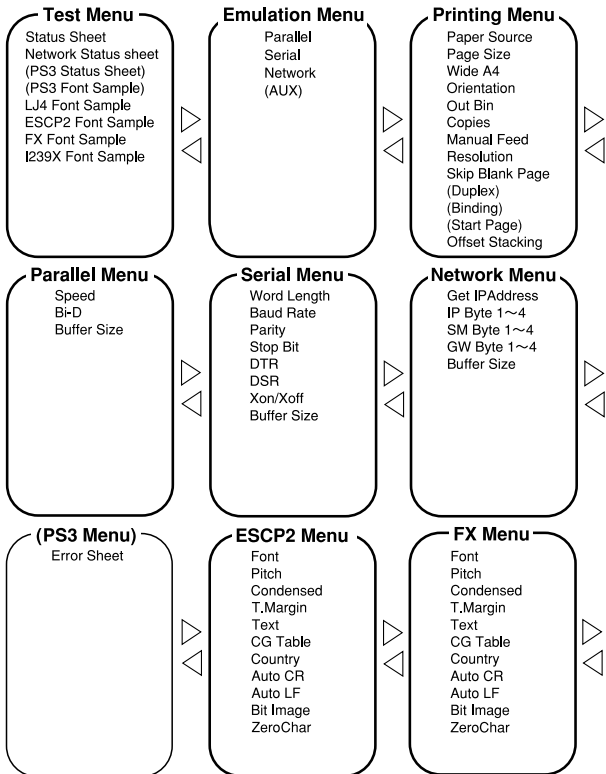 Test Menu
Status Sheet
Network Status sheet
(PS3 Status Sheet)
(PS3 Font Sample)
LJ4 Font Sample
ESCP2 Font Sample
FX Font Sample
I239X Font Sample
Emulation Menu
Parallel
Serial
Network
(AUX)
Printing Menu
Paper Source
Page Size
Wide A4
Orientation
Out Bin
Copies
Manual Feed
Resolution
Skip Blank Page
(Duplex)
(Binding)
(Start Page)
Offset Stacking
Parallel Menu
Speed
Bi-D
Buffer Size
Serial Menu
Word Length
Baud Rate
Parity
Stop Bit
DTR
DSR
Xon/Xoff
Buffer Size
Network Menu
Get IPAddress
IP Byte 1～4
SM Byte 1～4
GW Byte 1～4
Buffer Size
(PS3 Menu)
Error Sheet
ESCP2 Menu
Font
Pitch
Condensed
T.Margin
Text
CG Table
Country
Auto CR
Auto LF
Bit Image
ZeroChar
FX Menu
Font
Pitch
Condensed
T.Margin
Text
CG Table
Country
Auto CR
Auto LF
Bit Image
ZeroChar